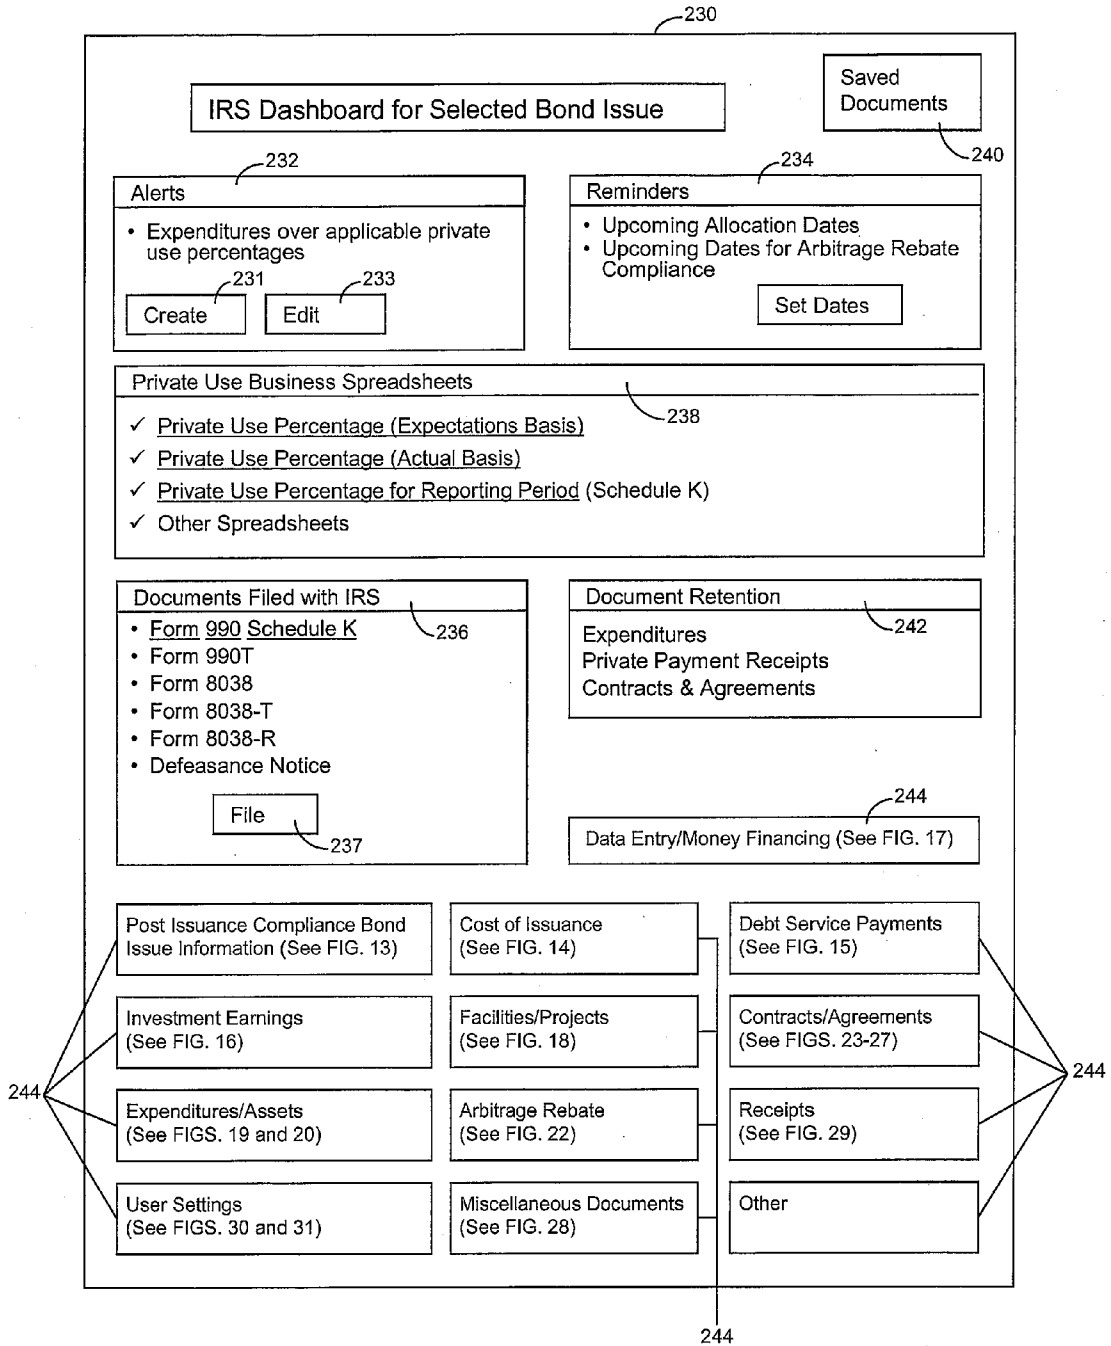 230
Saved
Documents
240
IRS Dashboard for Selected Bond Issue
232
Alerts
• Expenditures over applicable private
use percentages
231
233
Create
Edit
234
Reminders
• Upcoming Allocation Dates
• Upcoming Dates for Arbitrage Rebate
Compliance
Set Dates
Private Use Business Spreadsheets
238
✓ Private Use Percentage (Expectations Basis)
✓ Private Use Percentage (Actual Basis)
✓ Private Use Percentage for Reporting Period (Schedule K)
✓ Other Spreadsheets
Documents Filed with IRS
236
• Form 990 Schedule K
• Form 990T
• Form 8038
• Form 8038-T
• Form 8038-R
• Defeasance Notice
File
237
Document Retention
242
Expenditures
Private Payment Receipts
Contracts & Agreements
244
Data Entry/Money Financing (See FIG. 17)
Post Issuance Compliance Bond
Issue Information (See FIG. 13)
Cost of Issuance
(See FIG. 14)
Debt Service Payments
(See FIG. 15)
Investment Earnings
(See FIG. 16)
Facilities/Projects
(See FIG. 18)
Contracts/Agreements
(See FIGS. 23-27)
244
244
Expenditures/Assets
(See FIGS. 19 and 20)
Arbitrage Rebate
(See FIG. 22)
Receipts
(See FIG. 29)
User Settings
(See FIGS. 30 and 31)
Miscellaneous Documents
(See FIG. 28)
Other
244